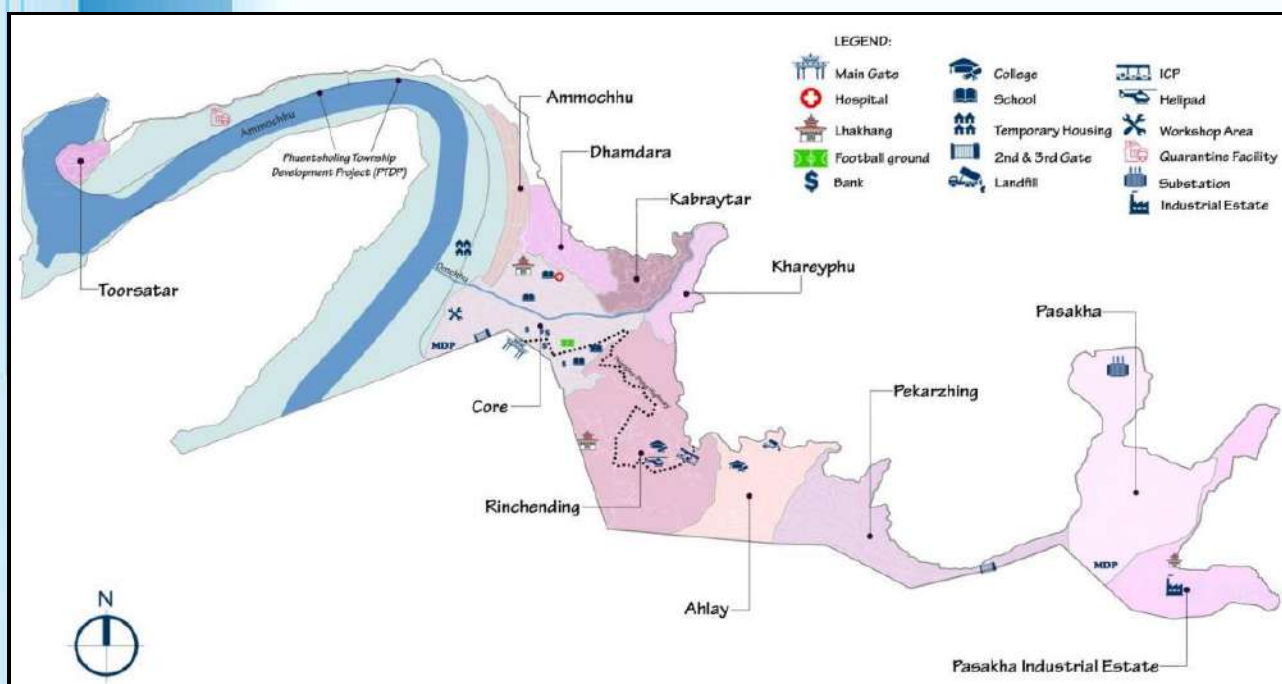 LEGEND:
Main Gate
Hospital
Lhakhang
Football ground
Bank
College
School
Temporary Housing
2nd & 3rd Gate
Landfill
ICP
Helipad
Workshop Area
Quarantine Facility
Substation
Industrial Estate
Ammochhu
Ammochhu
Phuentsholing Township
Development Project (PTDP)
Dhamdara
Kabraytar
Khareyphu
Toorsatar
Omchhu
Pasakha
MDP
Core
Pekarzhing
Rinchending
MDP
Ahlay
Pasakha Industrial Estate
N